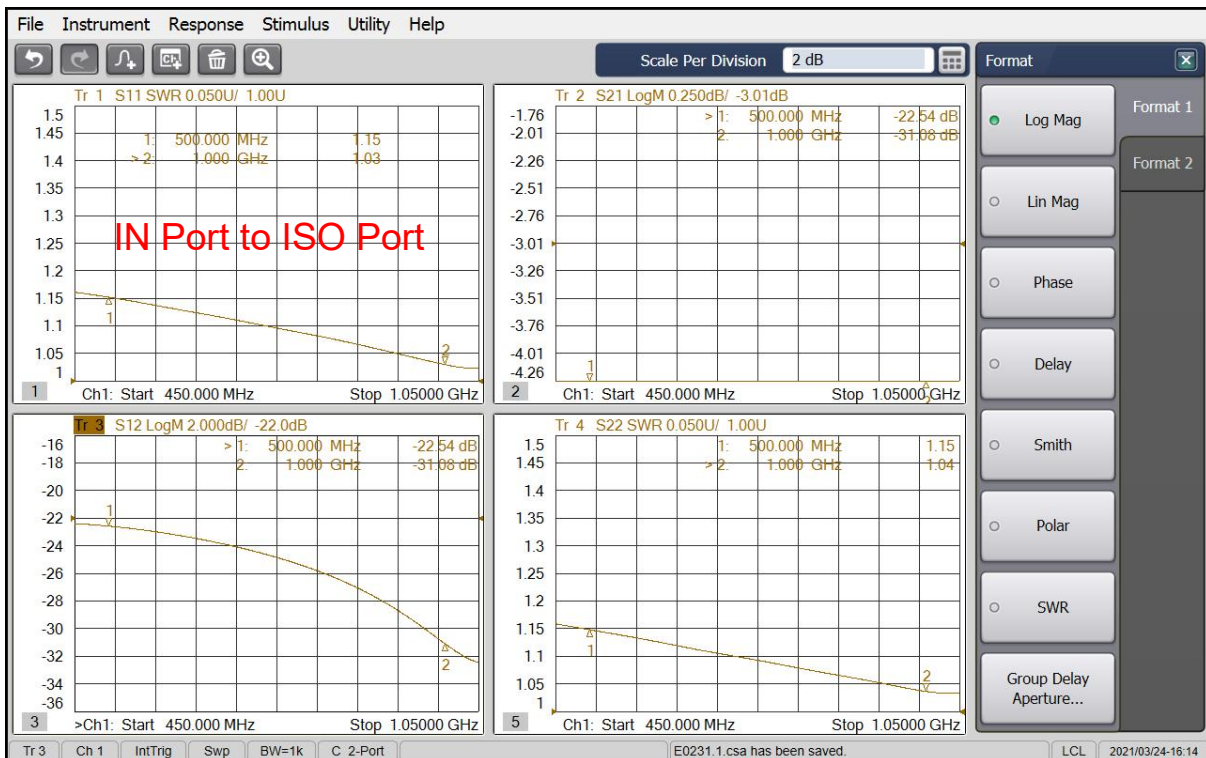 File Instrument Response Stimulus Utility Help
Scale Per Division 2 dB
Format
Tr 1 S11 SWR 0.050U/ 1.00U
1: 500.000 MHz 1.15
> 2: 1.000 GHz 1.03
1.5
1.45
1.4
1.35
1.3
1.25
1.2
1.15
1.1
1.05
1
IN Port to ISO Port
1
2
1 Ch1: Start 450.000 MHz Stop 1.05000 GHz
Tr 2 S21 LogM 0.250dB/ -3.01dB
> 1: 500.000 MHz -22.54 dB
2: 1.000 GHz -31.08 dB
-1.76
-2.01
-2.26
-2.51
-2.76
-3.01
-3.26
-3.51
-3.76
-4.01
-4.26
1
2 Ch1: Start 450.000 MHz Stop 1.05000 GHz
Tr 3 S12 LogM 2.000dB/ -22.0dB
> 1: 500.000 MHz -22.54 dB
2: 1.000 GHz -31.08 dB
-16
-18
-20
-22
-24
-26
-28
-30
-32
-34
-36
1
2
3 >Ch1: Start 450.000 MHz Stop 1.05000 GHz
Tr 4 S22 SWR 0.050U/ 1.00U
1: 500.000 MHz 1.15
> 2: 1.000 GHz 1.04
1.5
1.45
1.4
1.35
1.3
1.25
1.2
1.15
1.1
1.05
1
1
2
5 Ch1: Start 450.000 MHz Stop 1.05000 GHz
Log Mag
Lin Mag
Phase
Delay
Smith
Polar
SWR
Group Delay
Aperture...
Format 1
Format 2
Tr 3 Ch 1 IntTrig Swp BW=1k C 2-Port E0231.1.csa has been saved. LCL 2021/03/24-16:14